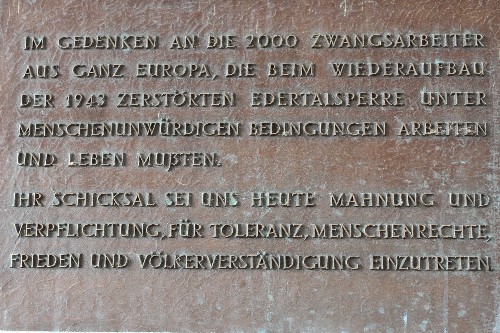 IM GEDENKEN AN DIE 2000 ZWANGSARBEITER
AUS GANZ EUROPA, DIE BEIM WIEDERAUFBAU
DER 1943 ZERSTÖRTEN EDERTALSPERRE UNTER
MENSCHENUNWÜRDIGEN BEDINGUNGEN ARBEITEN
UND LEBEN MUẞTEN.
IHR SCHICKSAL SEI UNS HEUTE MAHNUNG UND
VERPFLICHTUNG, FÜR TOLERANZ, MENSCHENRECHTE,
FRIEDEN UND VÖLKERVERSTÄNDIGUNG EINZUTRETEN.